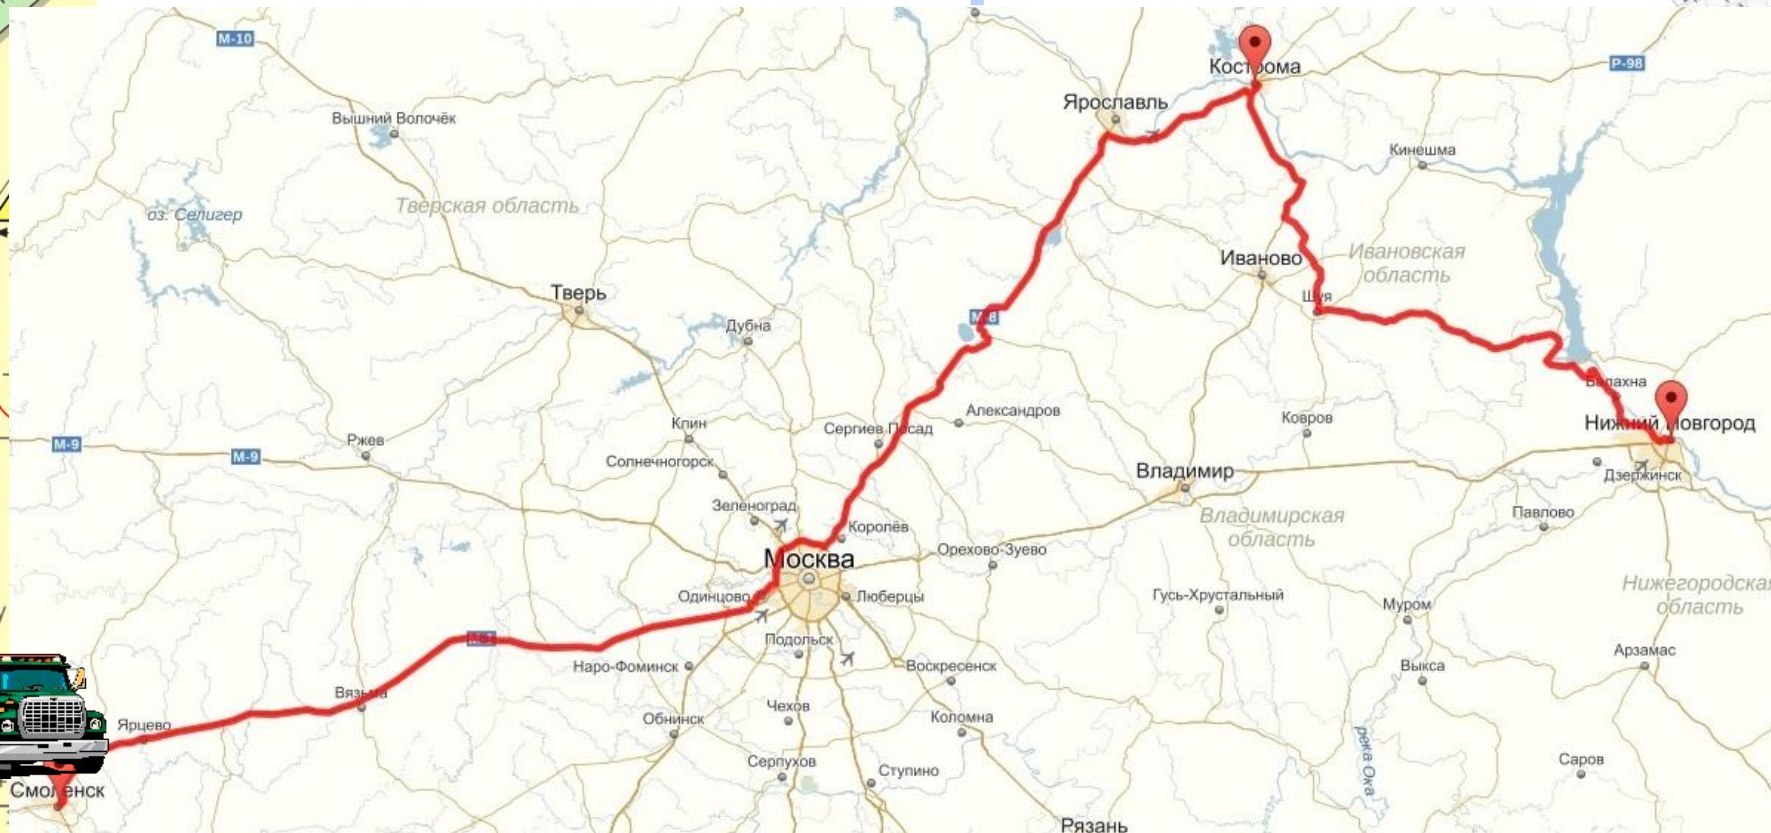 М-10
Кострома
Р-98
Ярославль
Вышний Волочёк
Кинешма
Тверская область
оз. Селигер
Иваново
Ивановская
область
Тверь
Шуя
М-8
Дубна
Балахна
Александров
Клин
Сергиев Посад
Ковров
Нижний Новгород
М-9
Ржев
М-9
Солнечногорск
Владимир
Дзержинск
Зеленоград
Королёв
Владимирская
область
Павлово
Москва
Орехово-Зуево
Одинцово
Люберцы
Гусь-Хрустальный
Муром
Нижегородская
область
Подольск
М-1
Наро-Фоминск
Воскресенск
Выкса
Арзамас
Вязьма
Ярцево
Обнинск
Чехов
Коломна
река Ока
Серпухов
Ступино
Саров
Смоленск
Рязань